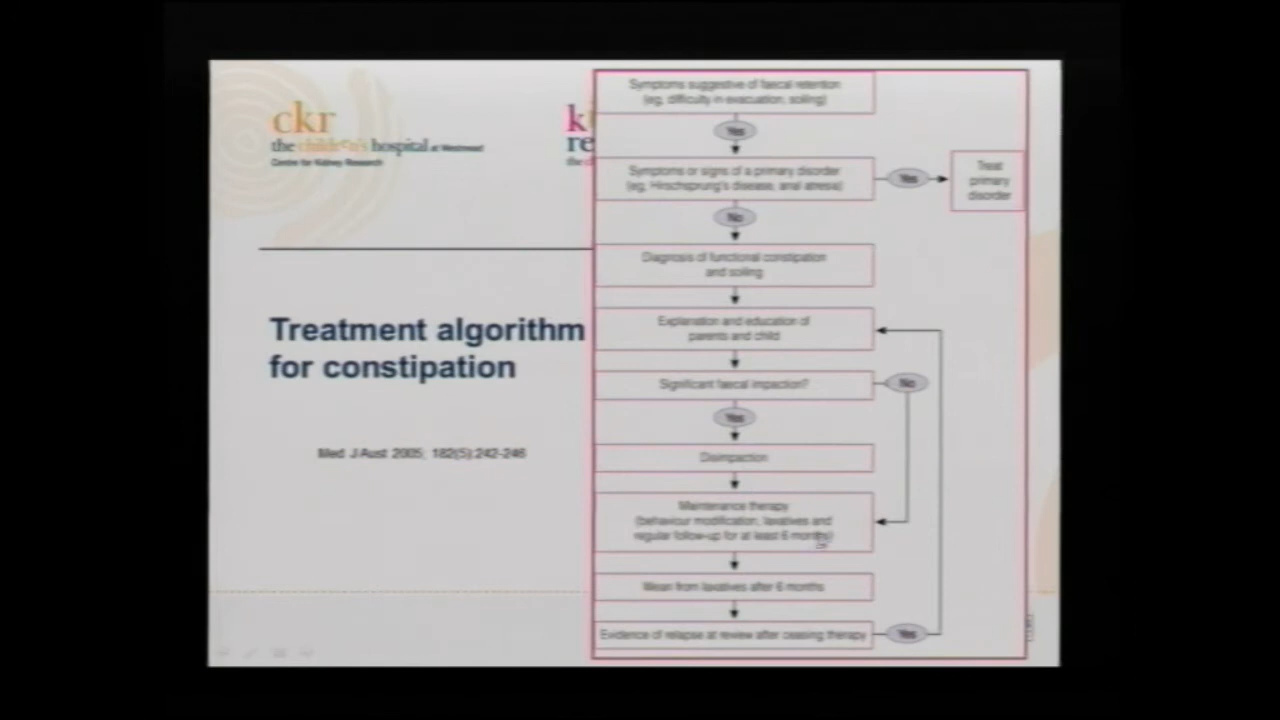 ckr
the children's hospital at Westmead
Centre for Kidney Research
k
re
the
Treatment algorithm
for constipation
Med J Aust 2005; 182(5):242-246
Symptoms suggestive of faecal retention
(eg, difficulty in evacuation, soiling)
Yes
Symptoms or signs of a primary disorder
(eg, Hirschsprung's disease, anal atresia)
Yes
Treat
primary
disorder
No
Diagnosis of functional constipation
and soiling
Explanation and education of
parents and child
Significant faecal impaction?
No
Yes
Disimpaction
Maintenance therapy
(behaviour modification, laxatives and
regular follow-up for at least 6 months)
Wean from laxatives after 6 months
Evidence of relapse at review after ceasing therapy
Yes